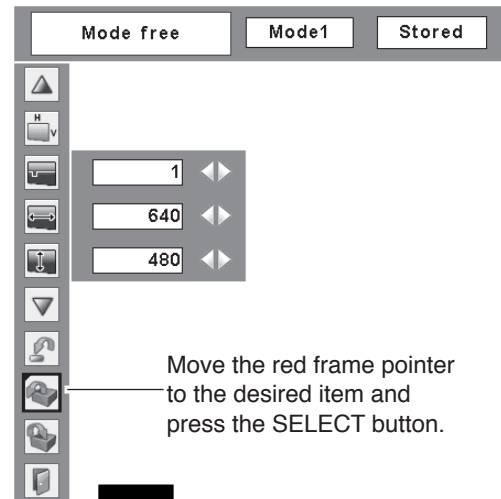 Mode free Mode1 Stored
H
V
1
640
480
Move the red frame pointer
to the desired item and
press the SELECT button.